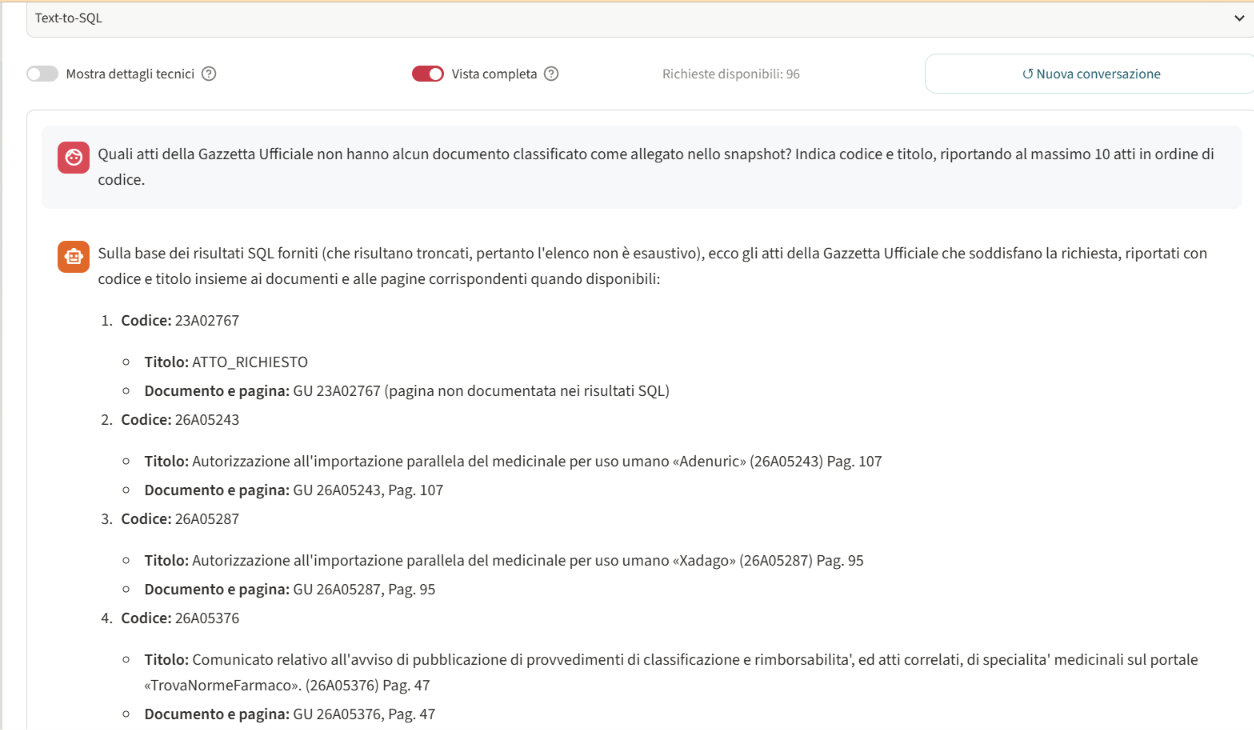 Text-to-SQL
Mostra dettagli tecnici ?
Vista completa ?
Richieste disponibili: 96
↺ Nuova conversazione
Quali atti della Gazzetta Ufficiale non hanno alcun documento classificato come allegato nello snapshot? Indica codice e titolo, riportando al massimo 10 atti in ordine di
codice.
Sulla base dei risultati SQL forniti (che risultano troncati, pertanto l'elenco non è esaustivo), ecco gli atti della Gazzetta Ufficiale che soddisfano la richiesta, riportati con
codice e titolo insieme ai documenti e alle pagine corrispondenti quando disponibili:
1. Codice: 23A02767
◦ Titolo: ATTO_RICHIESTO
◦ Documento e pagina: GU 23A02767 (pagina non documentata nei risultati SQL)
2. Codice: 26A05243
◦ Titolo: Autorizzazione all'importazione parallela del medicinale per uso umano «Adenuric» (26A05243) Pag. 107
◦ Documento e pagina: GU 26A05243, Pag. 107
3. Codice: 26A05287
◦ Titolo: Autorizzazione all'importazione parallela del medicinale per uso umano «Xadago» (26A05287) Pag. 95
◦ Documento e pagina: GU 26A05287, Pag. 95
4. Codice: 26A05376
◦ Titolo: Comunicato relativo all'avviso di pubblicazione di provvedimenti di classificazione e rimborsabilita', ed atti correlati, di specialita' medicinali sul portale
«TrovaNormeFarmaco». (26A05376) Pag. 47
◦ Documento e pagina: GU 26A05376, Pag. 47